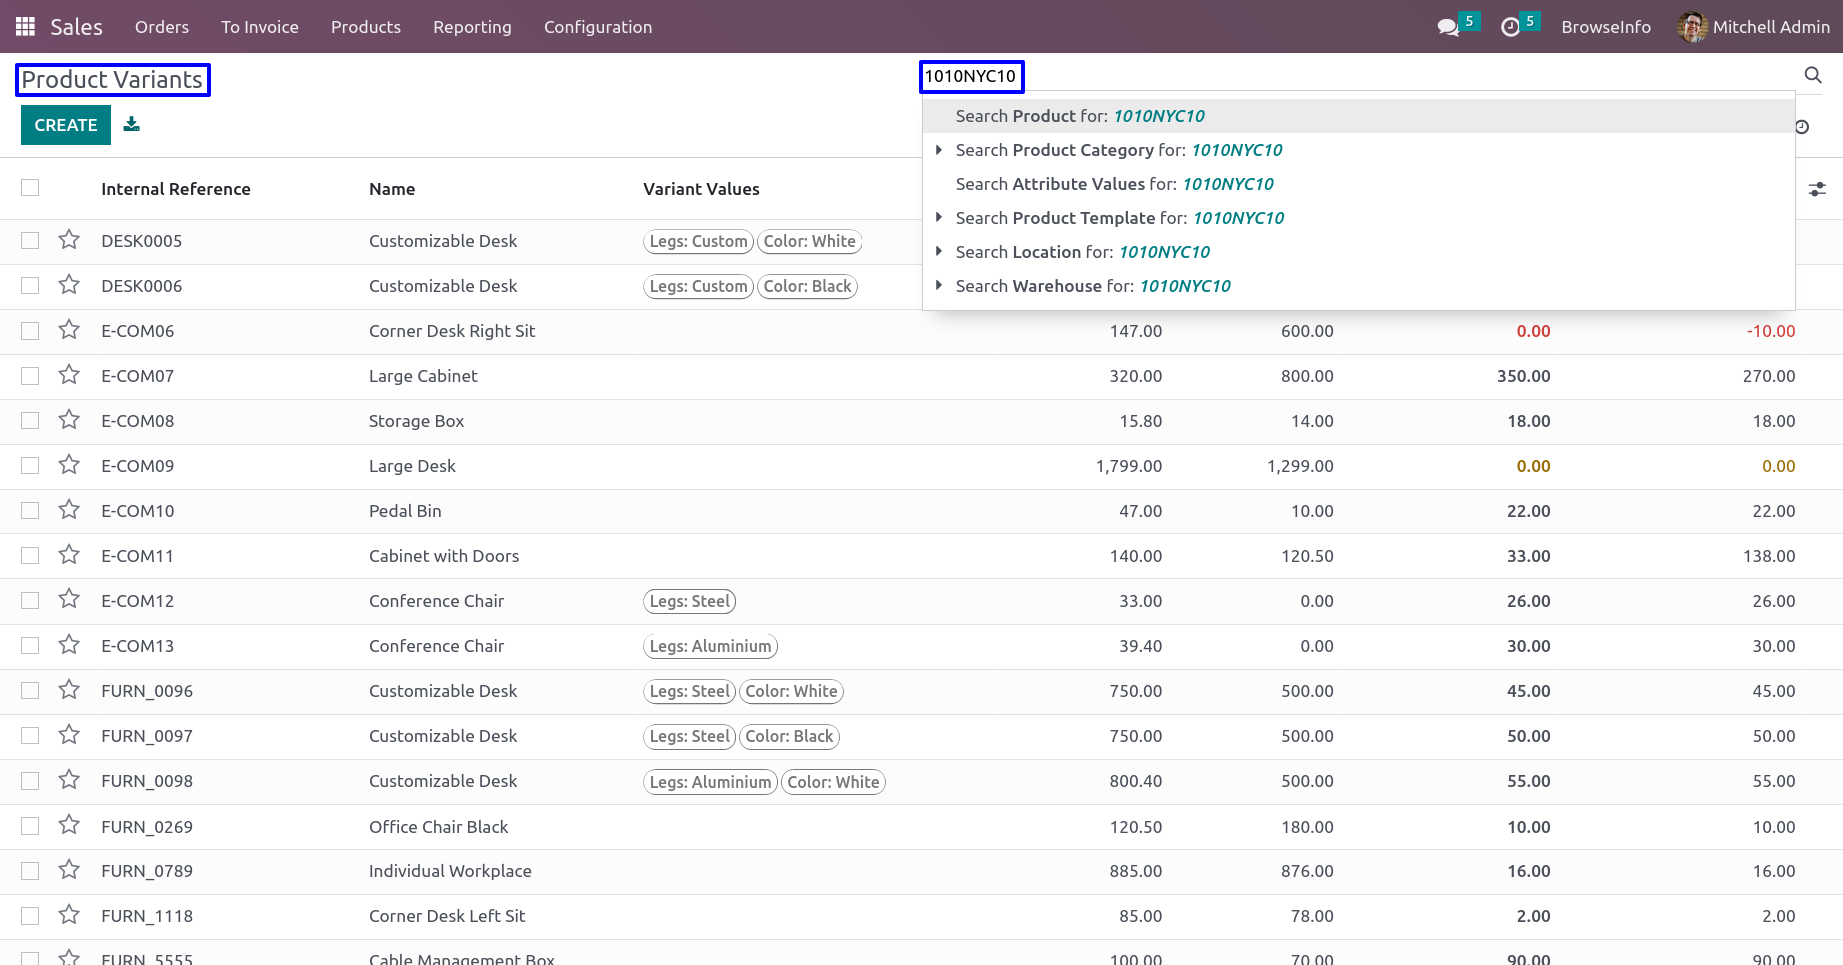 Sales Orders To Invoice Products Reporting Configuration 5 5 BrowseInfo Mitchell Admin
Product Variants 1010NYC10
CREATE
Search Product for: 1010NYC10
Search Product Category for: 1010NYC10
Search Attribute Values for: 1010NYC10
Search Product Template for: 1010NYC10
Search Location for: 1010NYC10
Search Warehouse for: 1010NYC10
Internal Reference Name Variant Values
DESK0005 Customizable Desk Legs: Custom Color: White
DESK0006 Customizable Desk Legs: Custom Color: Black
E-COM06 Corner Desk Right Sit 147.00 600.00 0.00 -10.00
E-COM07 Large Cabinet 320.00 800.00 350.00 270.00
E-COM08 Storage Box 15.80 14.00 18.00 18.00
E-COM09 Large Desk 1,799.00 1,299.00 0.00 0.00
E-COM10 Pedal Bin 47.00 10.00 22.00 22.00
E-COM11 Cabinet with Doors 140.00 120.50 33.00 138.00
E-COM12 Conference Chair Legs: Steel 33.00 0.00 26.00 26.00
E-COM13 Conference Chair Legs: Aluminium 39.40 0.00 30.00 30.00
FURN_0096 Customizable Desk Legs: Steel Color: White 750.00 500.00 45.00 45.00
FURN_0097 Customizable Desk Legs: Steel Color: Black 750.00 500.00 50.00 50.00
FURN_0098 Customizable Desk Legs: Aluminium Color: White 800.40 500.00 55.00 55.00
FURN_0269 Office Chair Black 120.50 180.00 10.00 10.00
FURN_0789 Individual Workplace 885.00 876.00 16.00 16.00
FURN_1118 Corner Desk Left Sit 85.00 78.00 2.00 2.00
FURN_5555 Cable Management Box 100.00 70.00 90.00 90.00